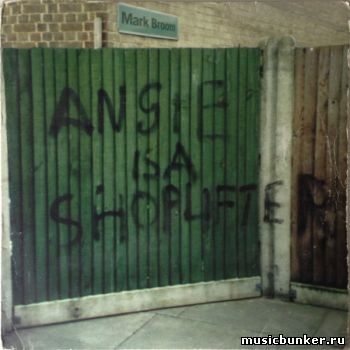 Mark Broom
ANGIE
IS A
SHOPLIFTER
musicbunker.ru